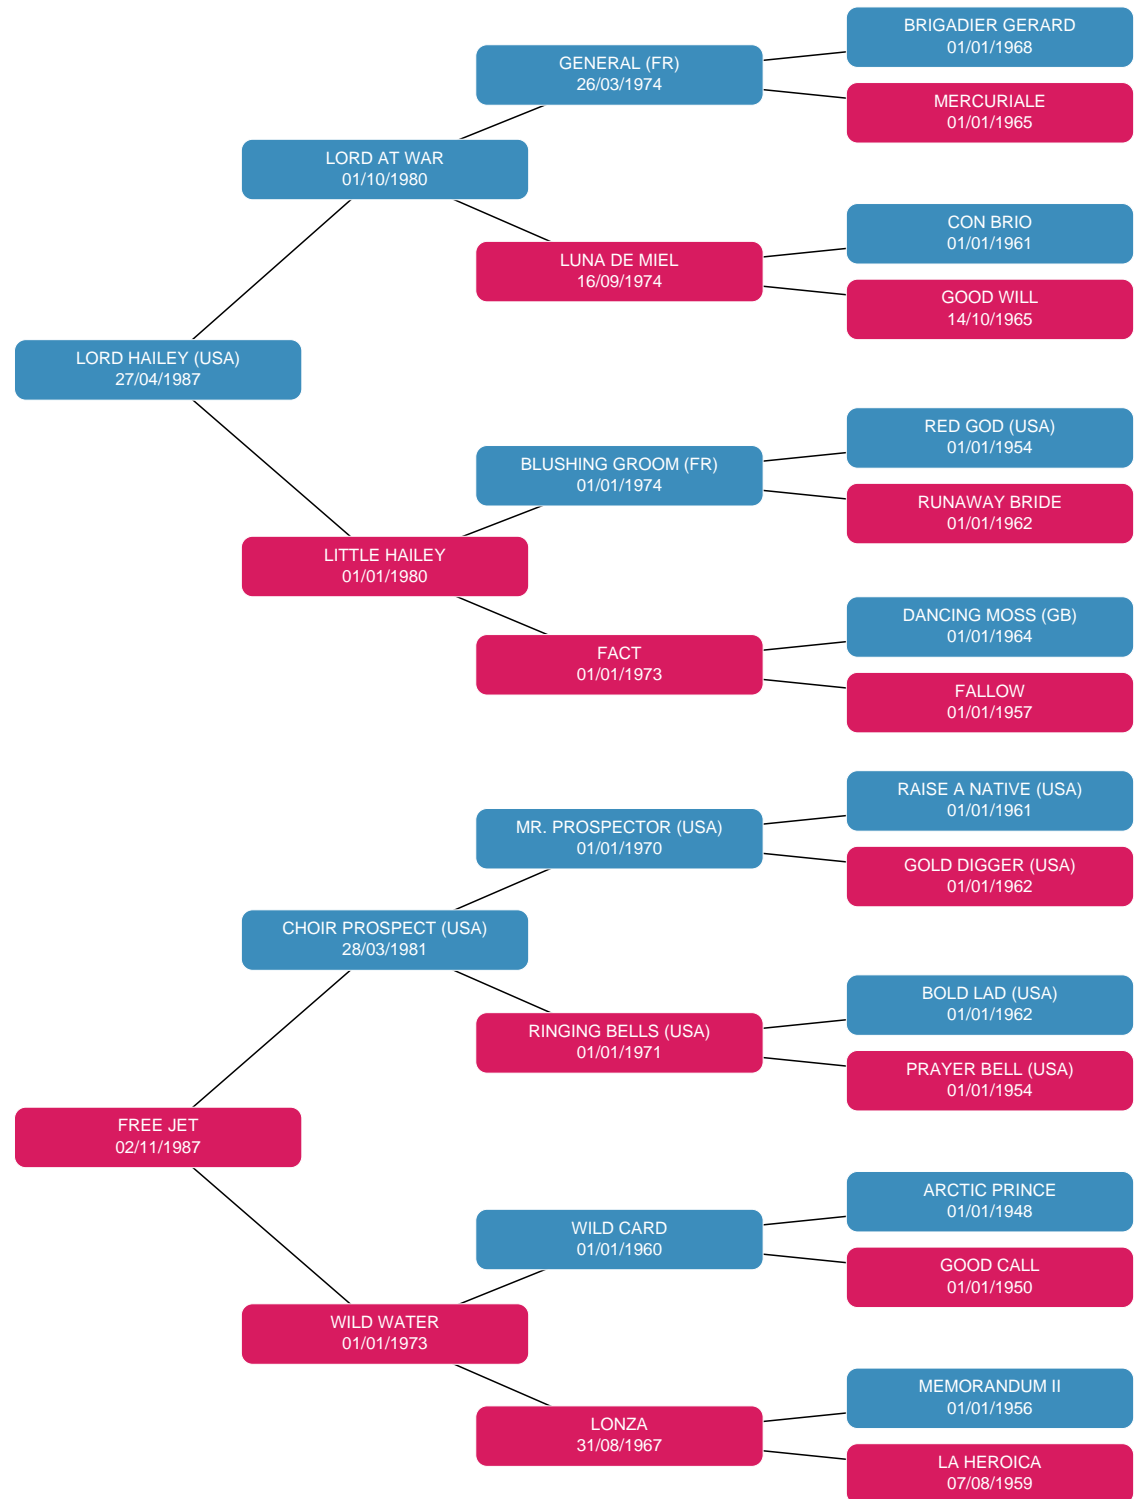 BRIGADIER GERARD
01/01/1968
GENERAL (FR)
26/03/1974
MERCURIALE
01/01/1965
LORD AT WAR
01/10/1980
CON BRIO
01/01/1961
LUNA DE MIEL
16/09/1974
GOOD WILL
14/10/1965
LORD HAILEY (USA)
27/04/1987
RED GOD (USA)
01/01/1954
BLUSHING GROOM (FR)
01/01/1974
RUNAWAY BRIDE
01/01/1962
LITTLE HAILEY
01/01/1980
DANCING MOSS (GB)
01/01/1964
FACT
01/01/1973
FALLOW
01/01/1957
RAISE A NATIVE (USA)
01/01/1961
MR. PROSPECTOR (USA)
01/01/1970
GOLD DIGGER (USA)
01/01/1962
CHOIR PROSPECT (USA)
28/03/1981
BOLD LAD (USA)
01/01/1962
RINGING BELLS (USA)
01/01/1971
PRAYER BELL (USA)
01/01/1954
FREE JET
02/11/1987
ARCTIC PRINCE
01/01/1948
WILD CARD
01/01/1960
GOOD CALL
01/01/1950
WILD WATER
01/01/1973
MEMORANDUM II
01/01/1956
LONZA
31/08/1967
LA HEROICA
07/08/1959